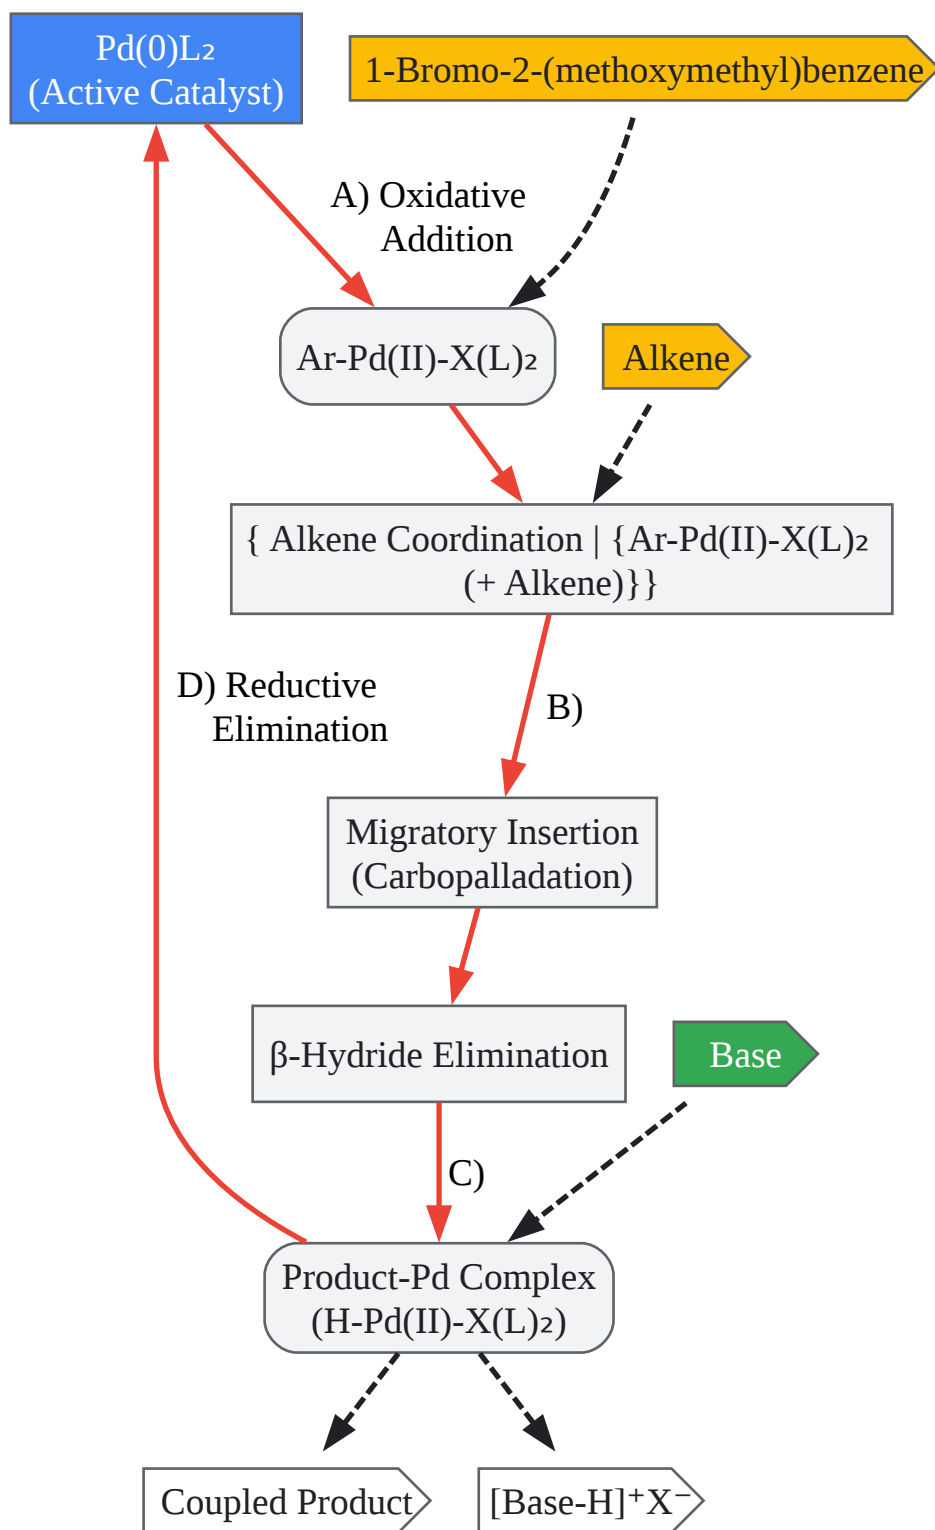 Pd(0)L₂
(Active Catalyst)
1-Bromo-2-(methoxymethyl)benzene
A) Oxidative
Addition
Ar-Pd(II)-X(L)₂
Alkene
{ Alkene Coordination | {Ar-Pd(II)-X(L)₂
(+ Alkene)}}
D) Reductive
Elimination
B)
Migratory Insertion
(Carbopalladation)
β-Hydride Elimination
Base
C)
Product-Pd Complex
(H-Pd(II)-X(L)₂)
Coupled Product
[Base-H]⁺X⁻